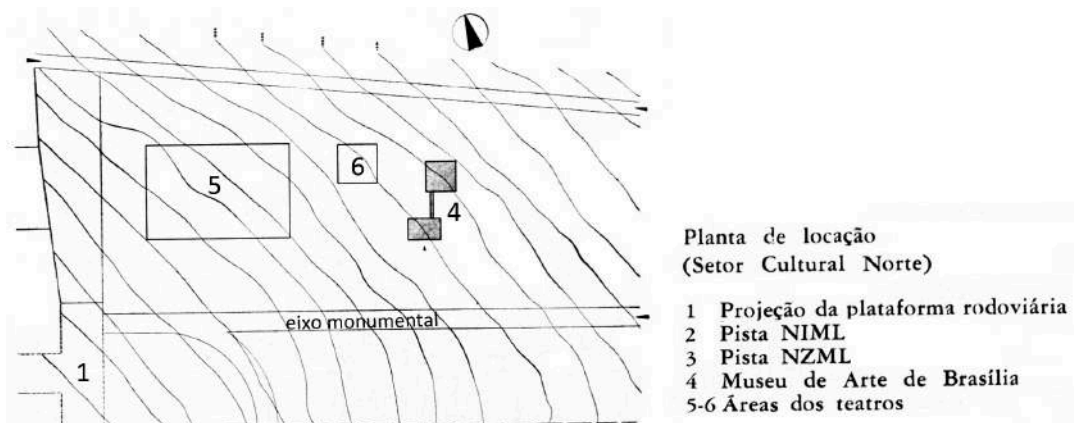 5
6
4
eixo monumental
1
Planta de locação
(Setor Cultural Norte)
1 Projeção da plataforma rodoviária
2 Pista NIML
3 Pista NZML
4 Museu de Arte de Brasília
5-6 Áreas dos teatros